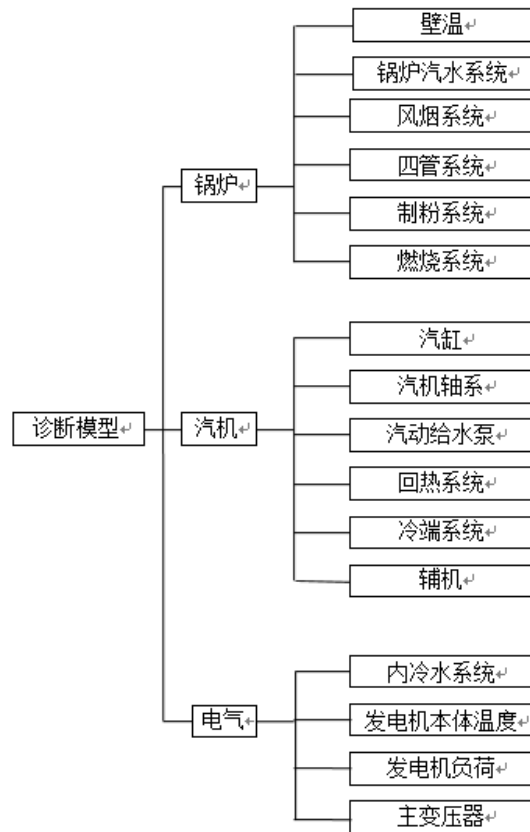 诊断模型
锅炉
壁温
锅炉汽水系统
风烟系统
四管系统
制粉系统
燃烧系统
汽机
汽缸
汽机轴系
汽动给水泵
回热系统
冷端系统
辅机
电气
内冷水系统
发电机本体温度
发电机负荷
主变压器